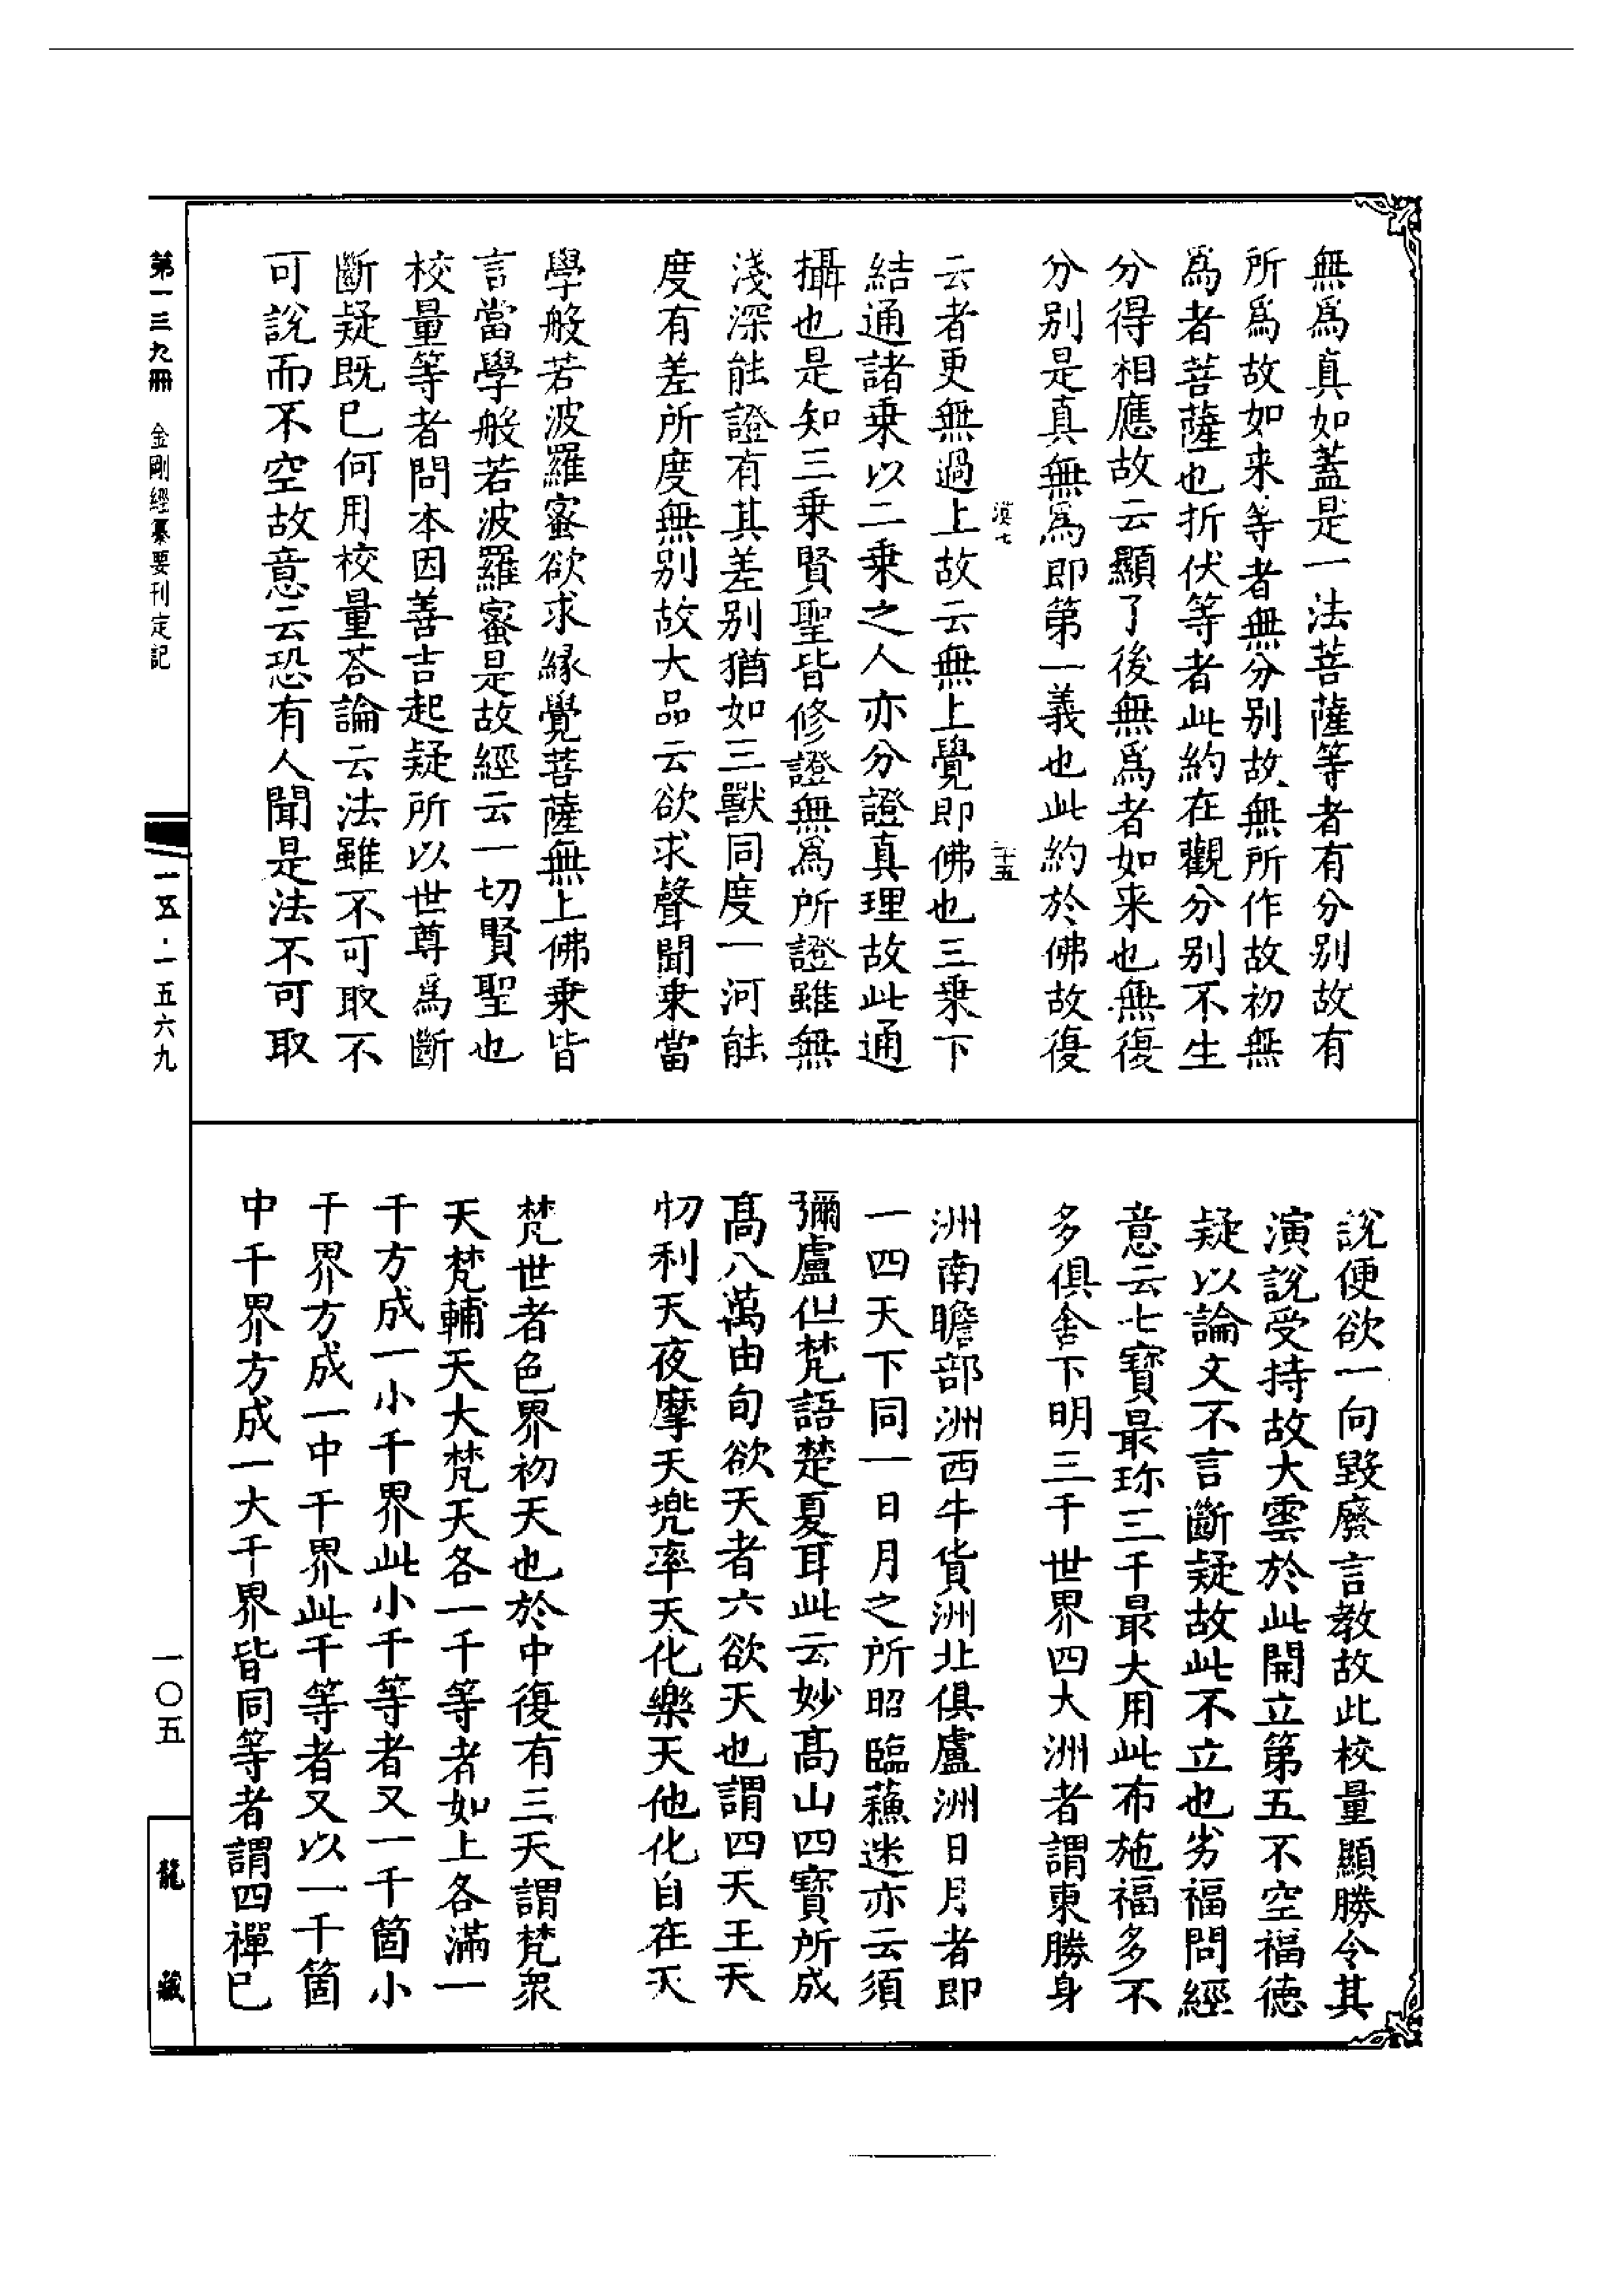 無爲真如蓋是一法菩薩等者有分别故有
所爲故如来等者無分别故無所作故初無
爲者菩薩也折伏等者此約在觀分别不生
分得相應故云顯了後無爲者如来也無復
分别是真無爲即第一義也此約於佛故復
漢七
二十五
云者更無過上故云無上覺即佛也三乗下
結通諸乗以二乗之人亦分證真理故此通
攝也是知三乗賢聖皆修證無爲所證雖無
淺深能證有其差别猶如三獸同度一河能
度有差所度無别故大品云欲求聲聞乗當
學般若波羅蜜欲求緣覺菩薩無上佛乗皆
言當學般若波羅蜜是故經云一切賢聖也
校量等者問本因善吉起疑所以世尊爲斷
斷疑既已何用校量荅論云法雖不可取不
可說而不空故意云恐有人聞是法不可取
說便欲一向毀廢言教故此校量顯勝令其
演說受持故大雲於此開立第五不空福德
疑以論文不言斷疑故此不立也劣福問經
意云七寶最珎三千最大用此布施福多不
多俱舍下明三千世界四大洲者謂東勝身
洲南瞻部洲西牛貨洲北俱盧洲日月者即
一四天下同一日月之所昭臨蘇迷亦云須
彌盧但梵語楚夏耳此云妙髙山四寶所成
髙八萬由旬欲天者六欲天也謂四天王天
忉利天夜摩天兜率天化樂天他化自在天
梵世者色界初天也於中復有三天謂梵衆
天梵輔天大梵天各一千等者如上各滿一
千方成一小千界此小千等者又一千箇小
千界方成一中千界此千等者又以一千箇
中千界方成一大千界皆同等者謂四禪已
第一三九冊　金剛經纂要刊定記
一五·一五六九
一〇五
龍藏